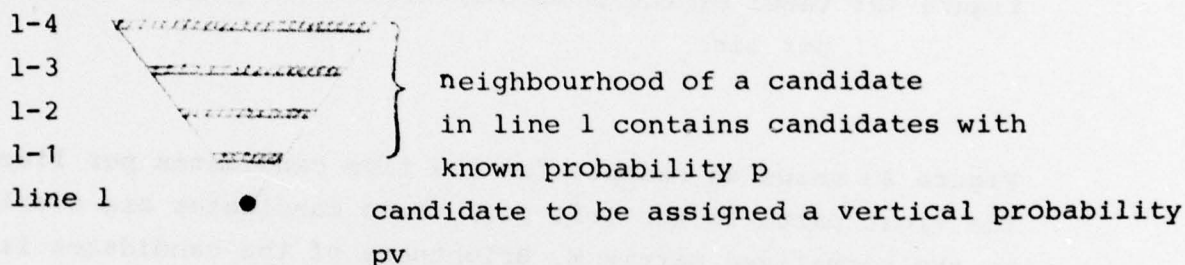 l-4
l-3
neighbourhood of a candidate
l-2
in line l contains candidates with
l-1
known probability p
line l
candidate to be assigned a vertical probability
pv